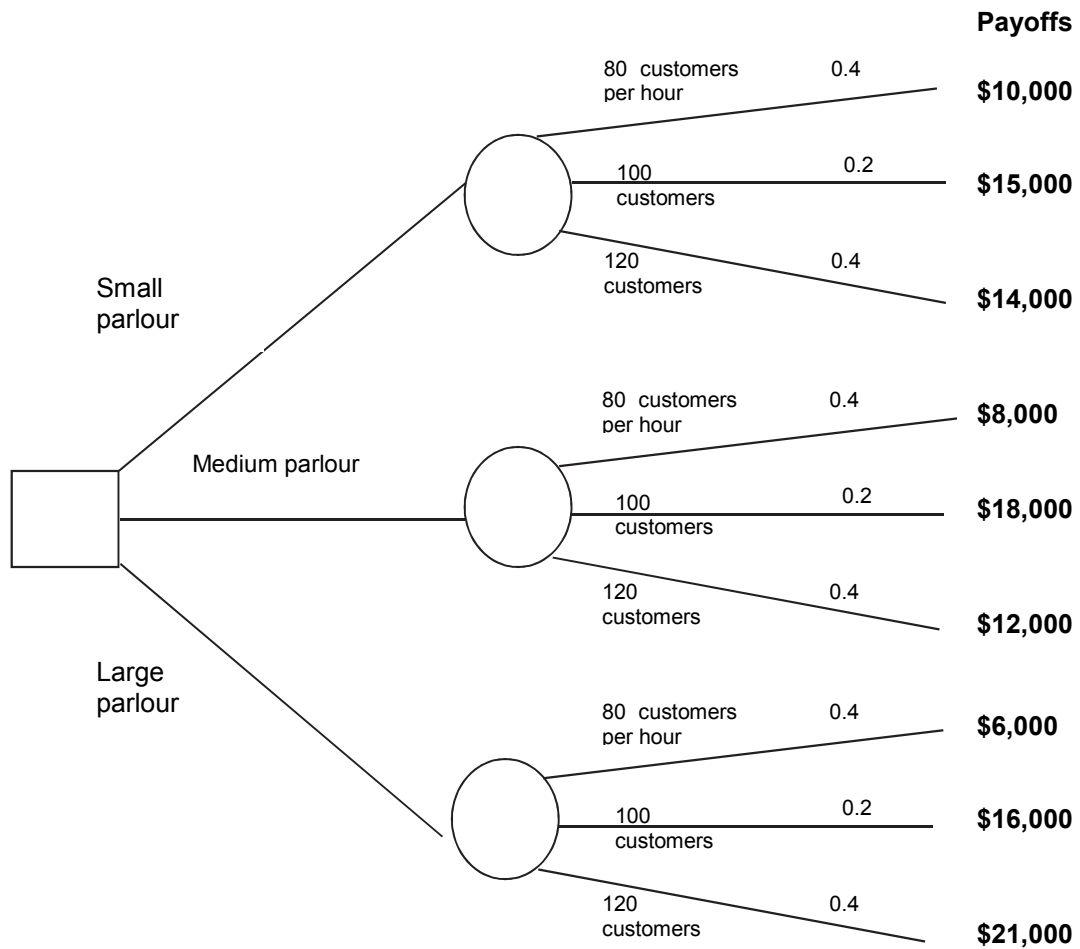 Payoffs
80 customers
per hour
0.4
$10,000
100
customers
0.2
$15,000
120
customers
0.4
$14,000
Small
parlour
80 customers
per hour
0.4
$8,000
Medium parlour
100
customers
0.2
$18,000
120
customers
0.4
$12,000
Large
parlour
80 customers
per hour
0.4
$6,000
100
customers
0.2
$16,000
120
customers
0.4
$21,000